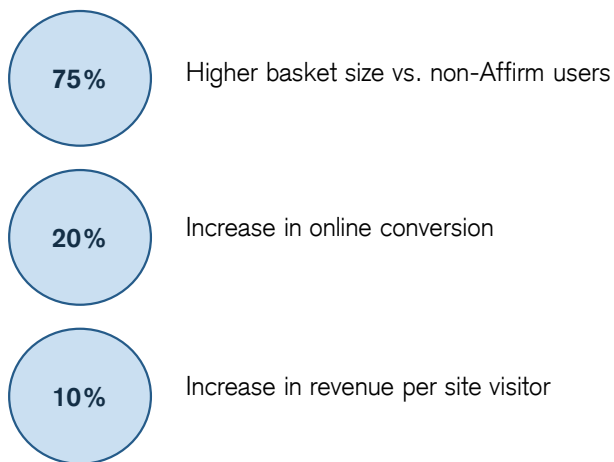 75% Higher basket size vs. non-Affirm users
20% Increase in online conversion
10% Increase in revenue per site visitor